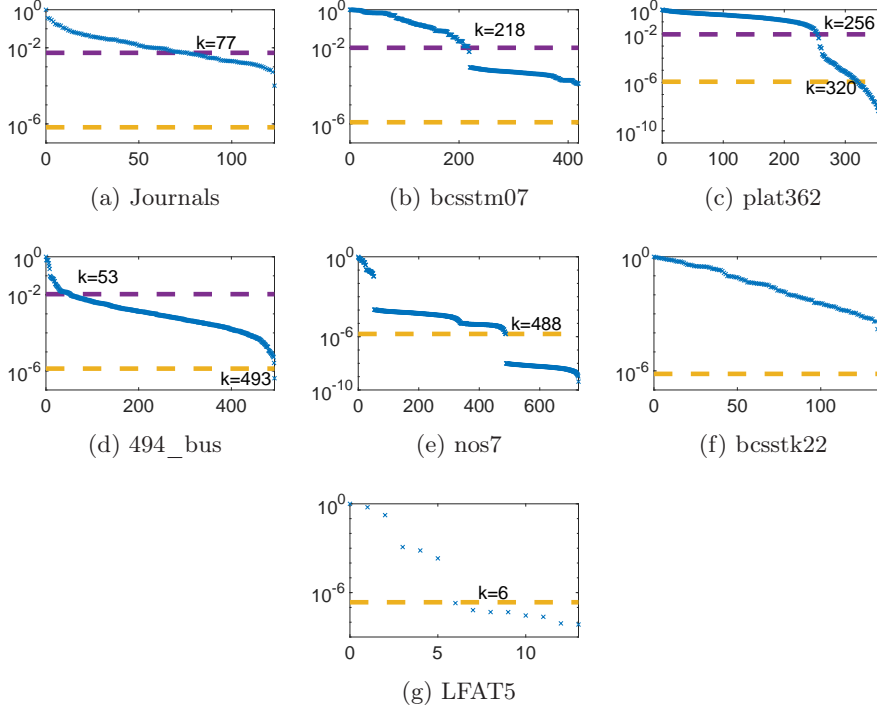 10^0
10^-2
10^-6
k=77
0 50 100
(a) Journals
10^0
10^-2
10^-6
k=218
0 200 400
(b) bcsstm07
10^0
10^-2
10^-6
10^-10
k=256
k=320
0 100 200 300
(c) plat362
10^0
10^-2
10^-6
k=53
k=493
0 200 400
(d) 494_bus
10^0
10^-6
10^-10
k=488
0 200 400 600
(e) nos7
10^0
10^-6
0 50 100
(f) bcsstk22
10^0
10^-6
k=6
0 5 10
(g) LFAT5